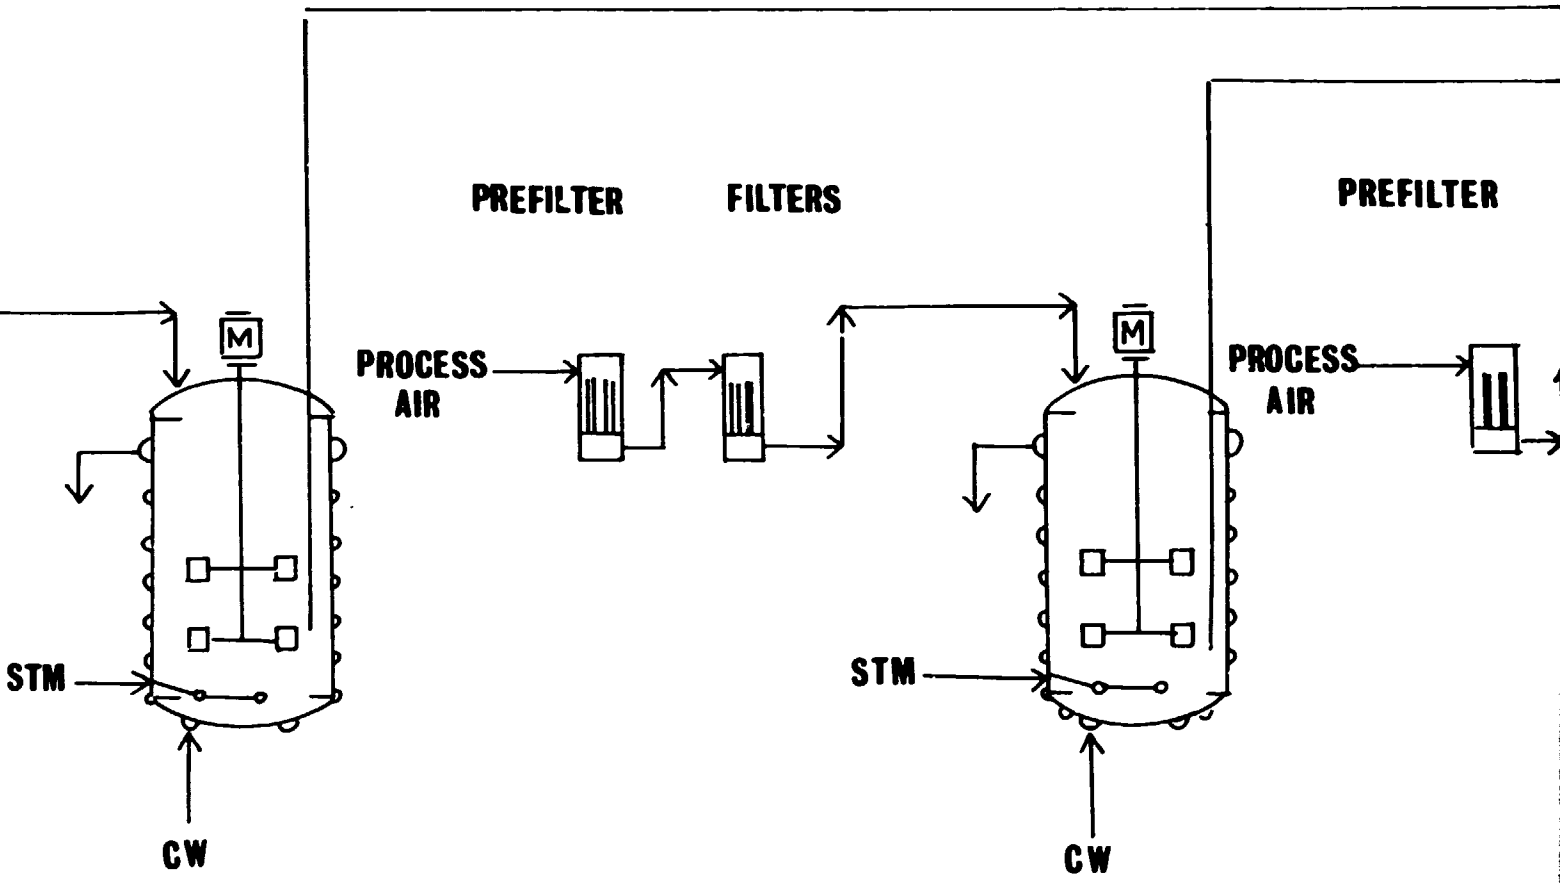 PREFILTER
FILTERS
PREFILTER
M
M
PROCESS
AIR
PROCESS
AIR
STM
STM
CW
CW